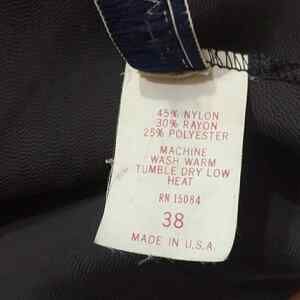 45% NYLON
30% RAYON
25% POLYESTER
MACHINE
WASH WARM
TUMBLE DRY LOW
HEAT
RN 15084
38
MADE IN U.S.A.